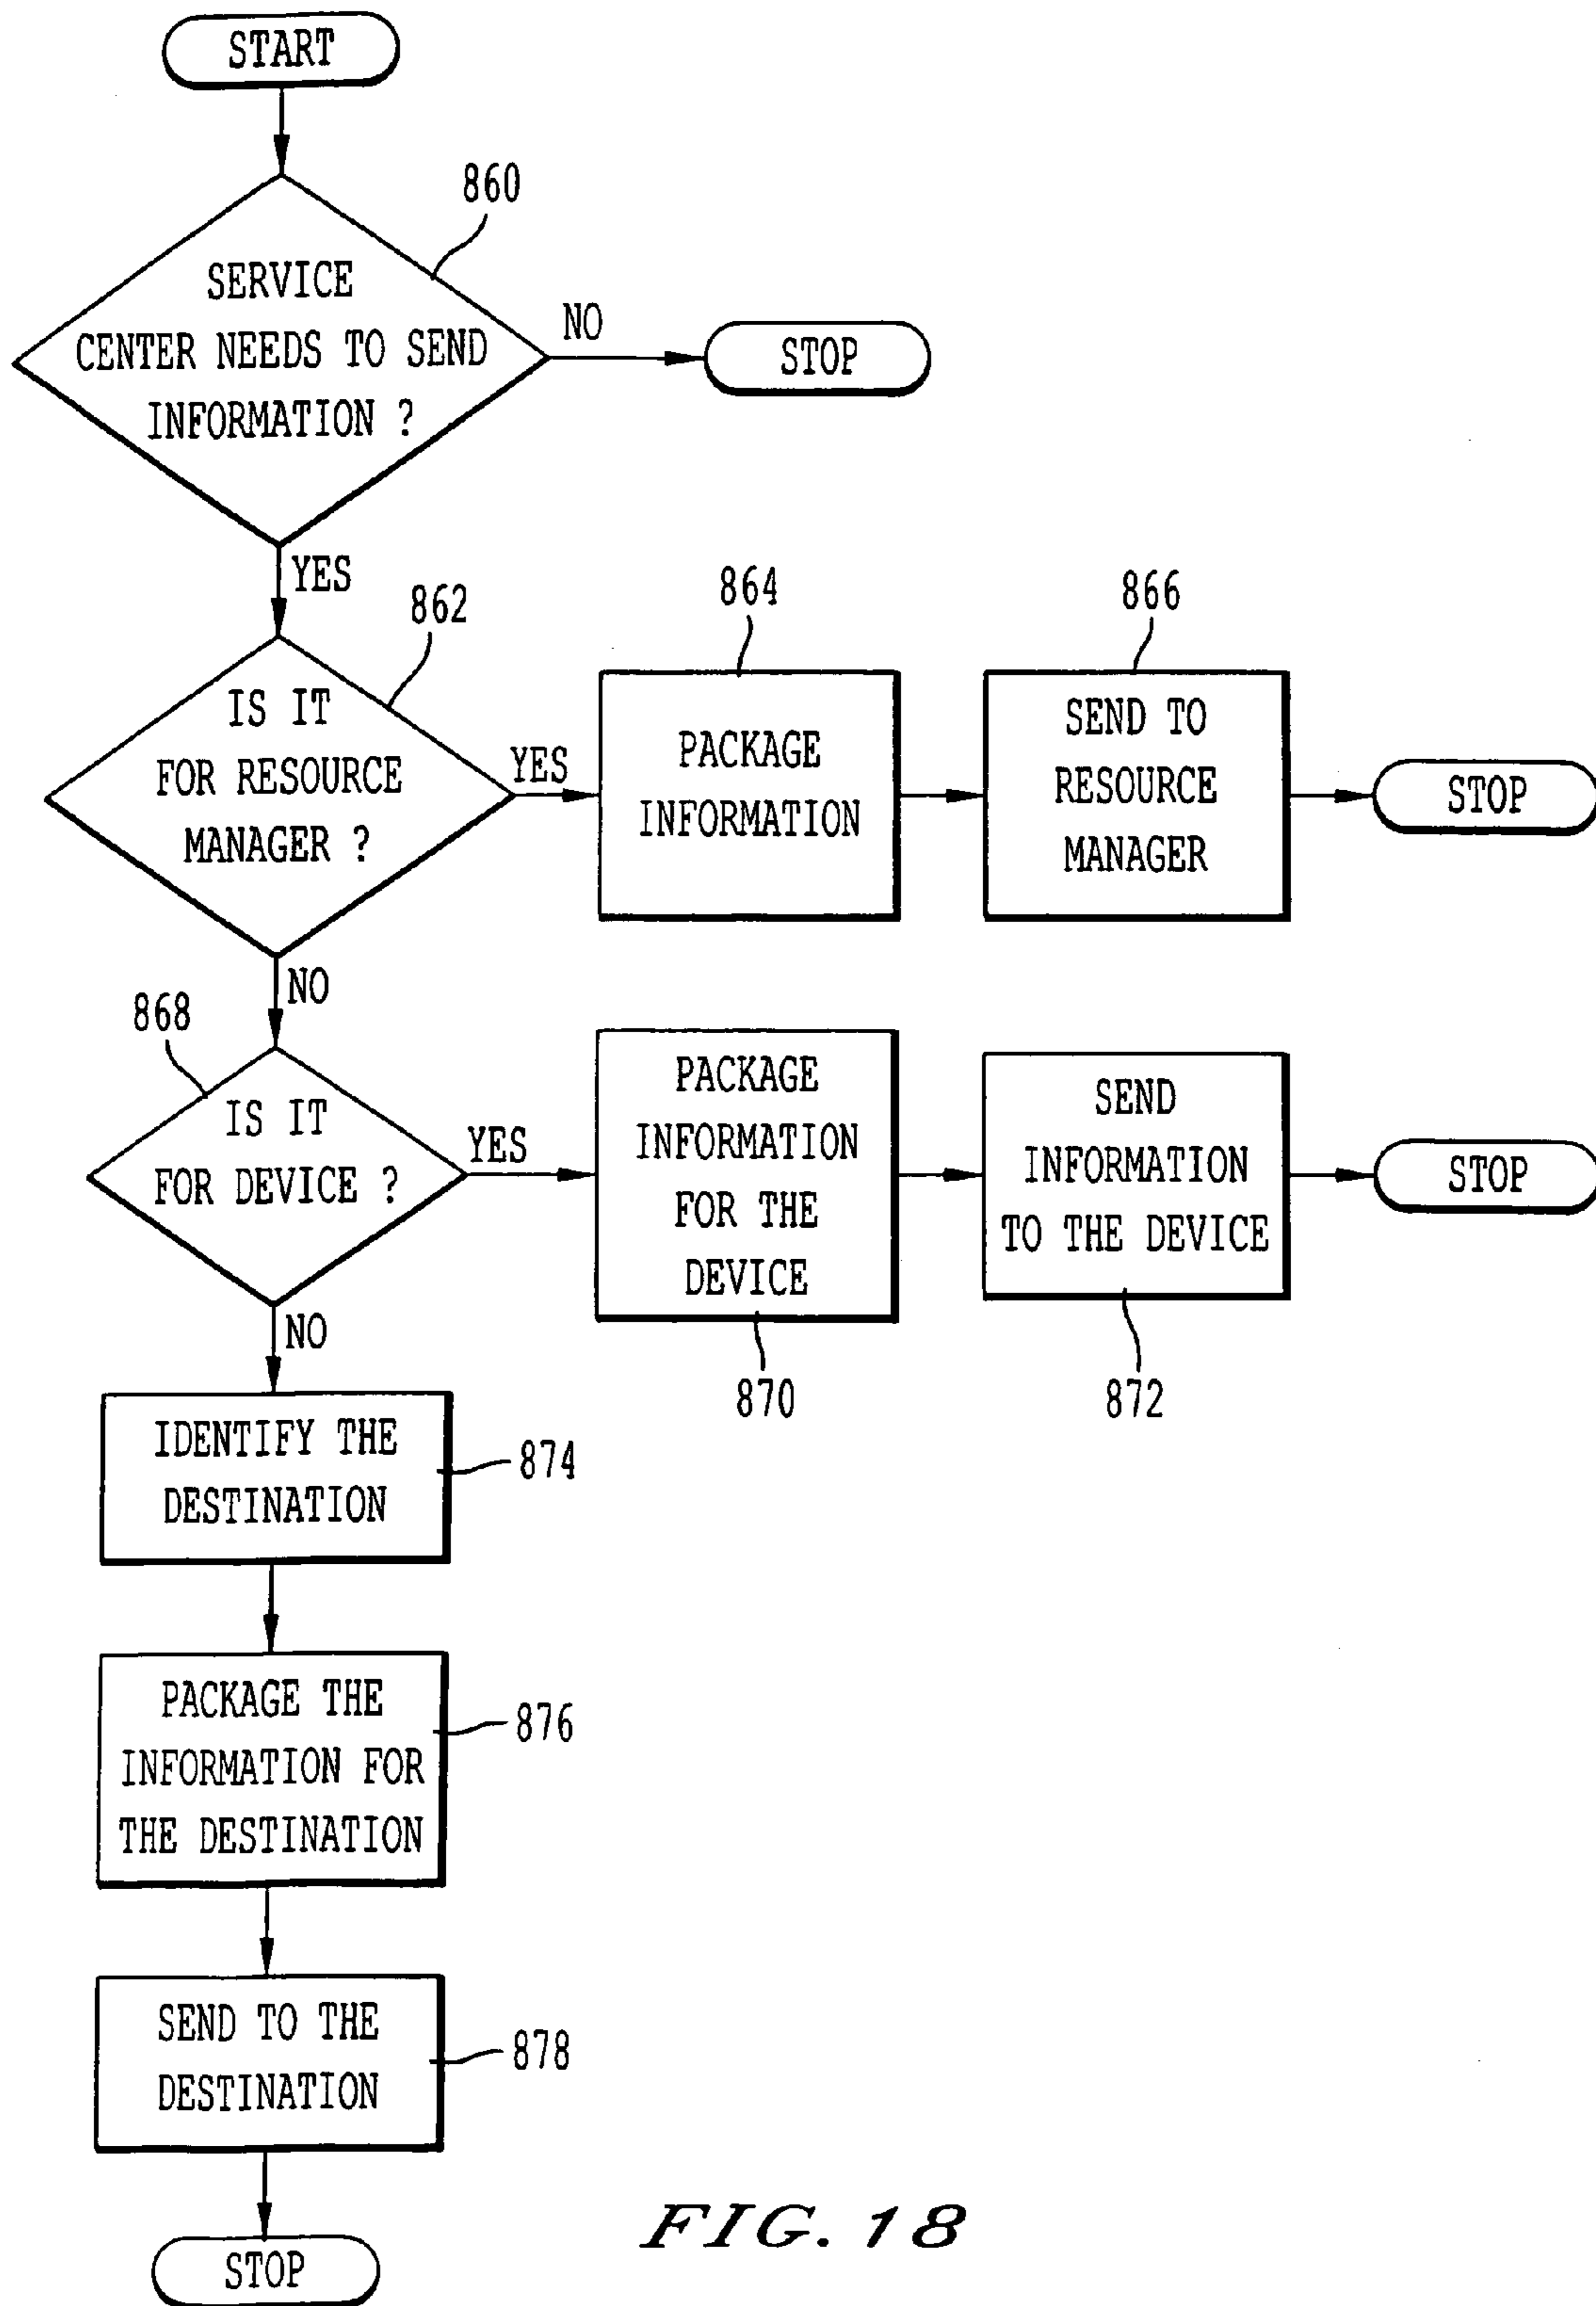 START
860
SERVICE
CENTER NEEDS TO SEND
INFORMATION ?
NO
STOP
YES
862
IS IT
FOR RESOURCE
MANAGER ?
YES
864
PACKAGE
INFORMATION
866
SEND TO
RESOURCE
MANAGER
STOP
NO
868
IS IT
FOR DEVICE ?
YES
PACKAGE
INFORMATION
FOR THE
DEVICE
870
SEND
INFORMATION
TO THE DEVICE
872
STOP
NO
IDENTIFY THE
DESTINATION
874
PACKAGE THE
INFORMATION FOR
THE DESTINATION
876
SEND TO THE
DESTINATION
878
STOP
FIG. 18